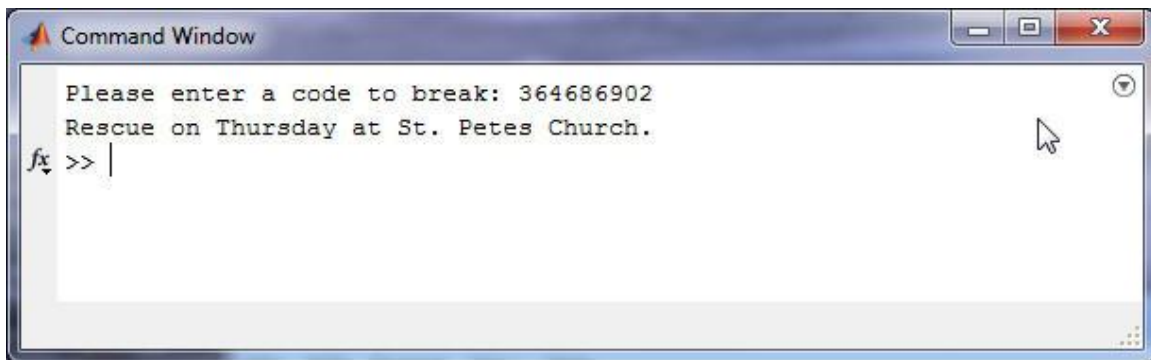 Command Window
Please enter a code to break: 364686902
Rescue on Thursday at St. Petes Church.
fx >>